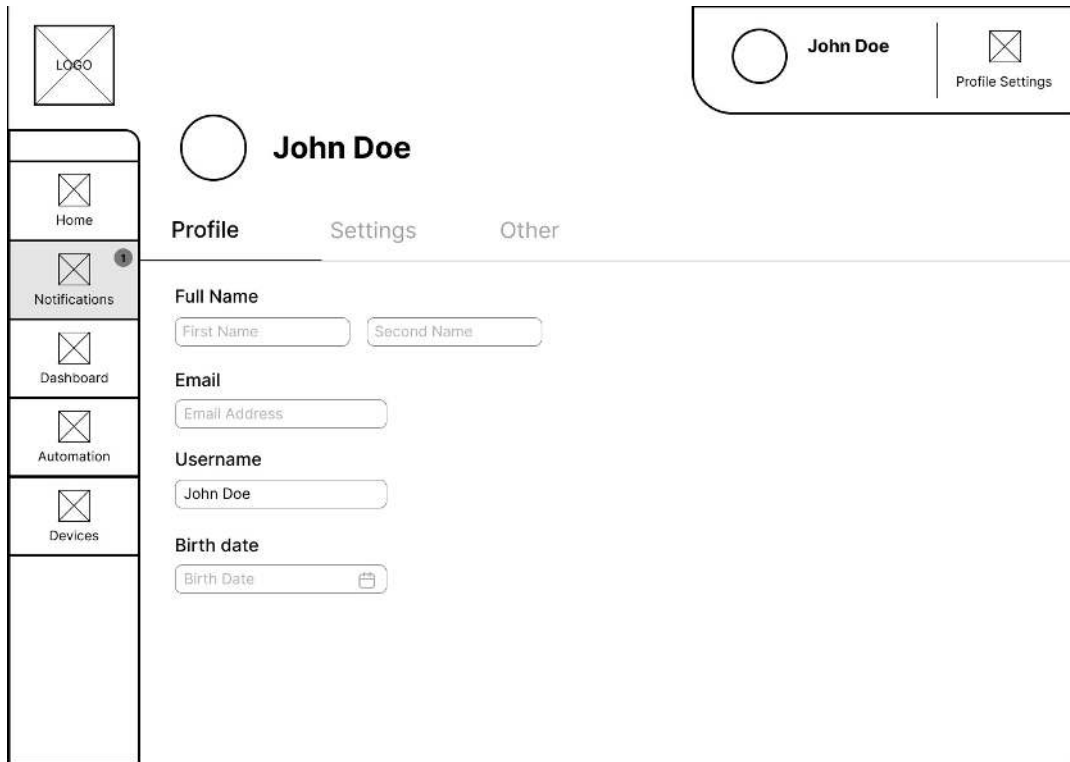 LOGO
John Doe
Profile Settings
John Doe
Home
Notifications
1
Dashboard
Automation
Devices
Profile
Settings
Other
Full Name
First Name
Second Name
Email
Email Address
Username
John Doe
Birth date
Birth Date